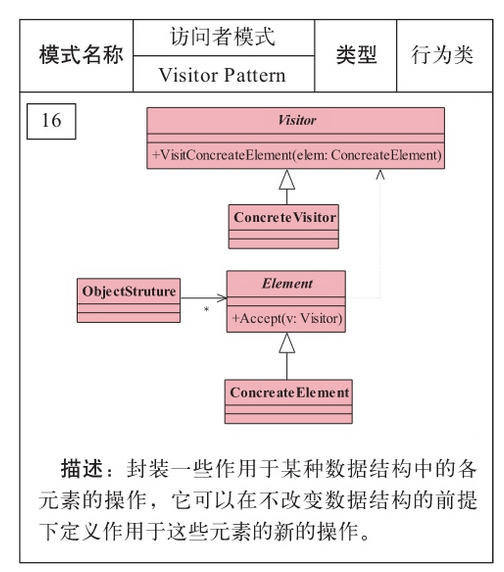 模式名称
访问者模式
Visitor Pattern
类型
行为类
16
Visitor
+VisitConcreateElement(elem: ConcreateElement)
ConcreteVisitor
ObjectStruture
*
Element
+Accept(v: Visitor)
ConcreateElement
描述：封装一些作用于某种数据结构中的各
元素的操作，它可以在不改变数据结构的前提
下定义作用于这些元素的新的操作。